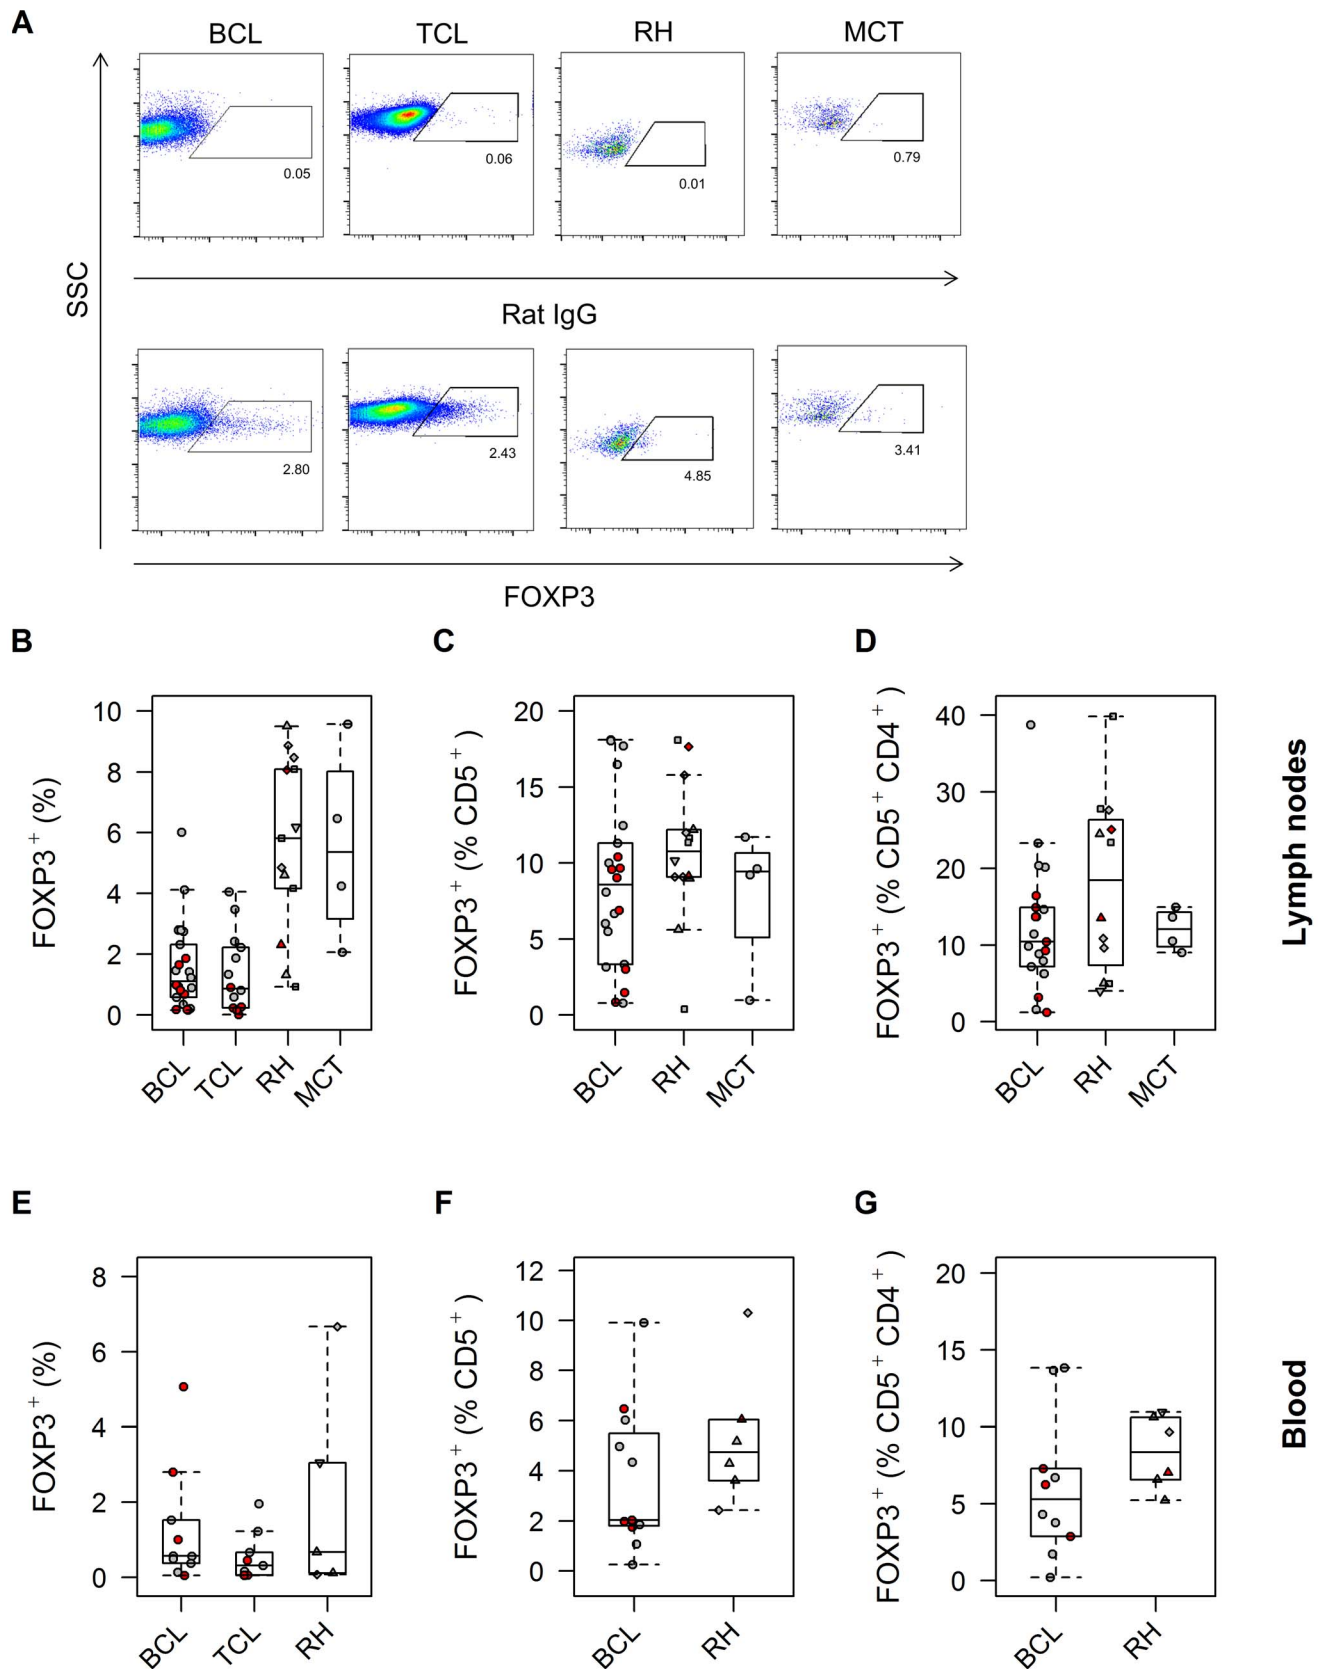 A
BCL TCL RH MCT
0.05 0.06 0.01 0.79
SSC
Rat IgG
2.80 2.43 4.85 3.41
FOXP3
B C D
FOXP3+ (%)
10
8
6
4
2
0
BCL TCL RH MCT
FOXP3+ (% CD5+)
20
15
10
5
0
BCL RH MCT
FOXP3+ (% CD5+ CD4+)
40
30
20
10
0
BCL RH MCT
Lymph nodes
E F G
FOXP3+ (%)
8
6
4
2
0
BCL TCL RH
FOXP3+ (% CD5+)
12
10
8
6
4
2
0
BCL RH
FOXP3+ (% CD5+ CD4+)
20
15
10
5
0
BCL RH
Blood